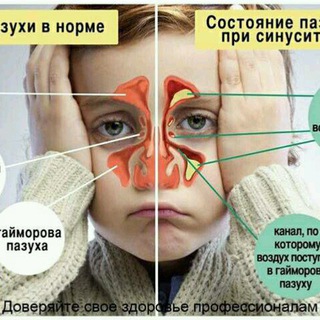 зухи в норме
Состояние паз
при синусит
гайморова
пазуха
канал, по
которому
воздух поступ
в гайморов
пазуху
Доверяйте свое здоровье профессионалам